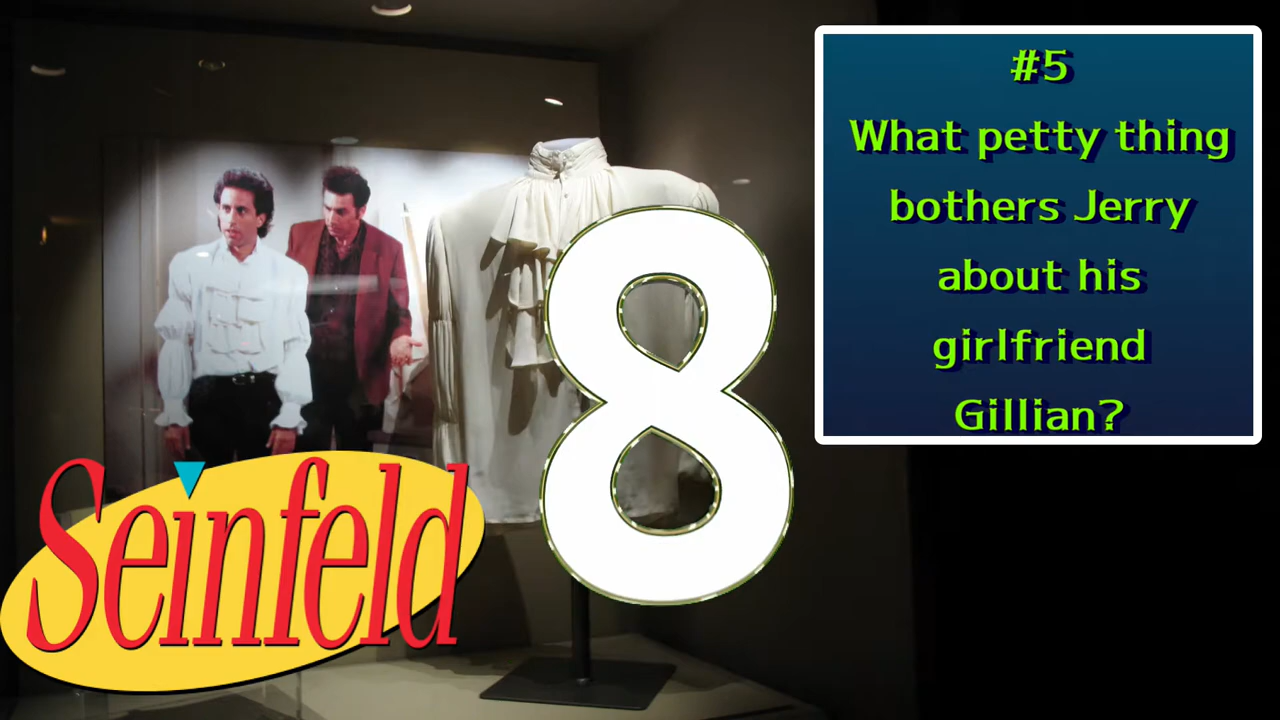 #5
What petty thing
bothers Jerry
about his
girlfriend
Gillian?
8
Seinfeld